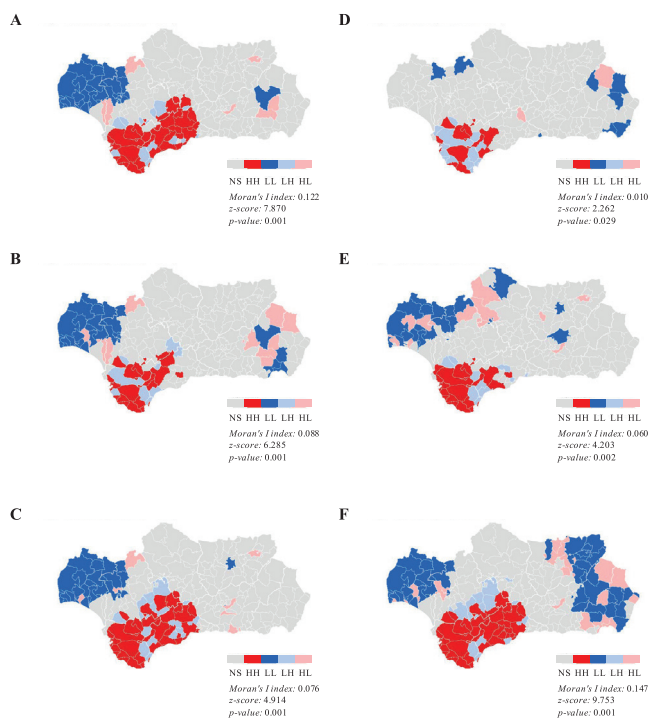 A
NS HH LL LH HL
Moran's I index: 0.122
z-score: 7.870
p-value: 0.001
D
NS HH LL LH HL
Moran's I index: 0.010
z-score: 2.262
p-value: 0.029
B
NS HH LL LH HL
Moran's I index: 0.088
z-score: 6.285
p-value: 0.001
E
NS HH LL LH HL
Moran's I index: 0.060
z-score: 4.203
p-value: 0.002
C
NS HH LL LH HL
Moran's I index: 0.076
z-score: 4.914
p-value: 0.001
F
NS HH LL LH HL
Moran's I index: 0.147
z-score: 9.753
p-value: 0.001